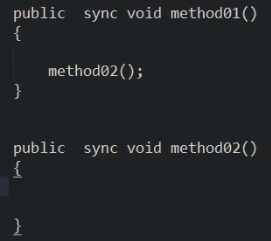 public  sync void method01()
{
    method02();
}
public  sync void method02()
{
}